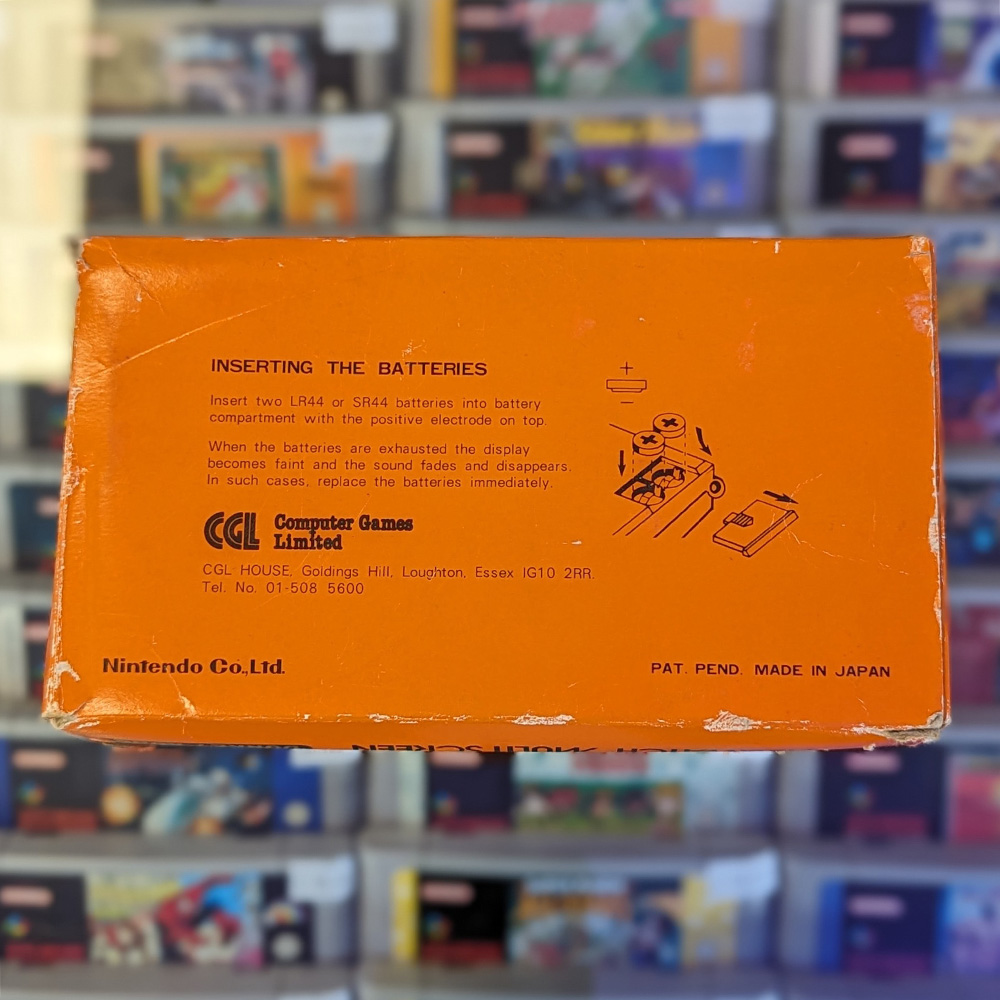 INSERTING THE BATTERIES
Insert two LR44 or SR44 batteries into battery
compartment with the positive electrode on top.
When the batteries are exhausted the display
becomes faint and the sound fades and disappears.
In such cases, replace the batteries immediately.
+
−
CGL Computer Games
Limited
CGL HOUSE, Goldings Hill, Loughton, Essex IG10 2RR.
Tel. No. 01-508 5600
Nintendo Co.,Ltd.
PAT. PEND. MADE IN JAPAN
SCREEN